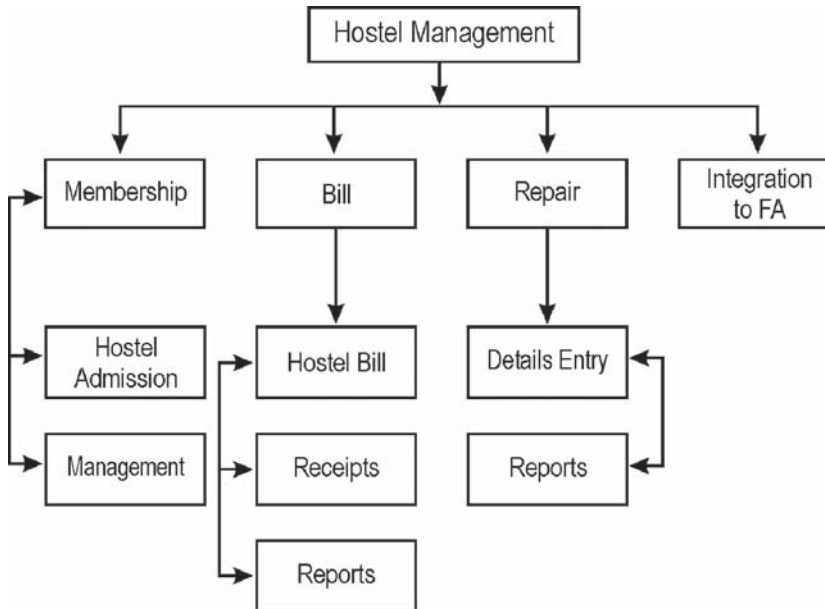 Hostel Management
Membership
Bill
Repair
Integration
to FA
Hostel
Admission
Hostel Bill
Details Entry
Management
Receipts
Reports
Reports